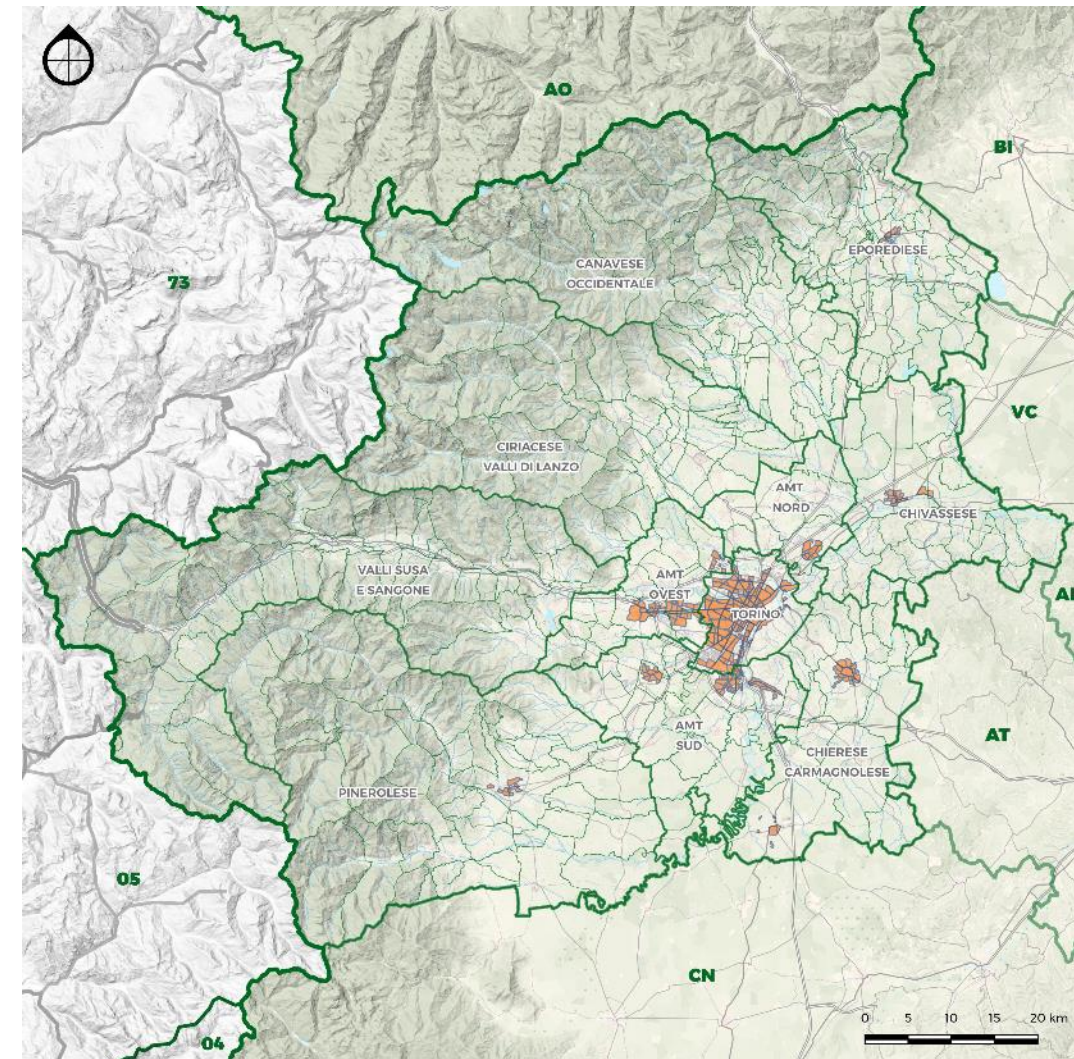 AO
BI
EPOREDIESE
CANAVESE
OCCIDENTALE
73
VC
CIRIACESE
VALLI DI LANZO
AMT
NORD
CHIVASSESE
VALLI SUSA
E SANGONE
AMT
OVEST
TORINO
AT
AMT
SUD
CHIERESE
CARMAGNOLESE
PINEROLESE
05
CN
0 5 10 15 20 km
04